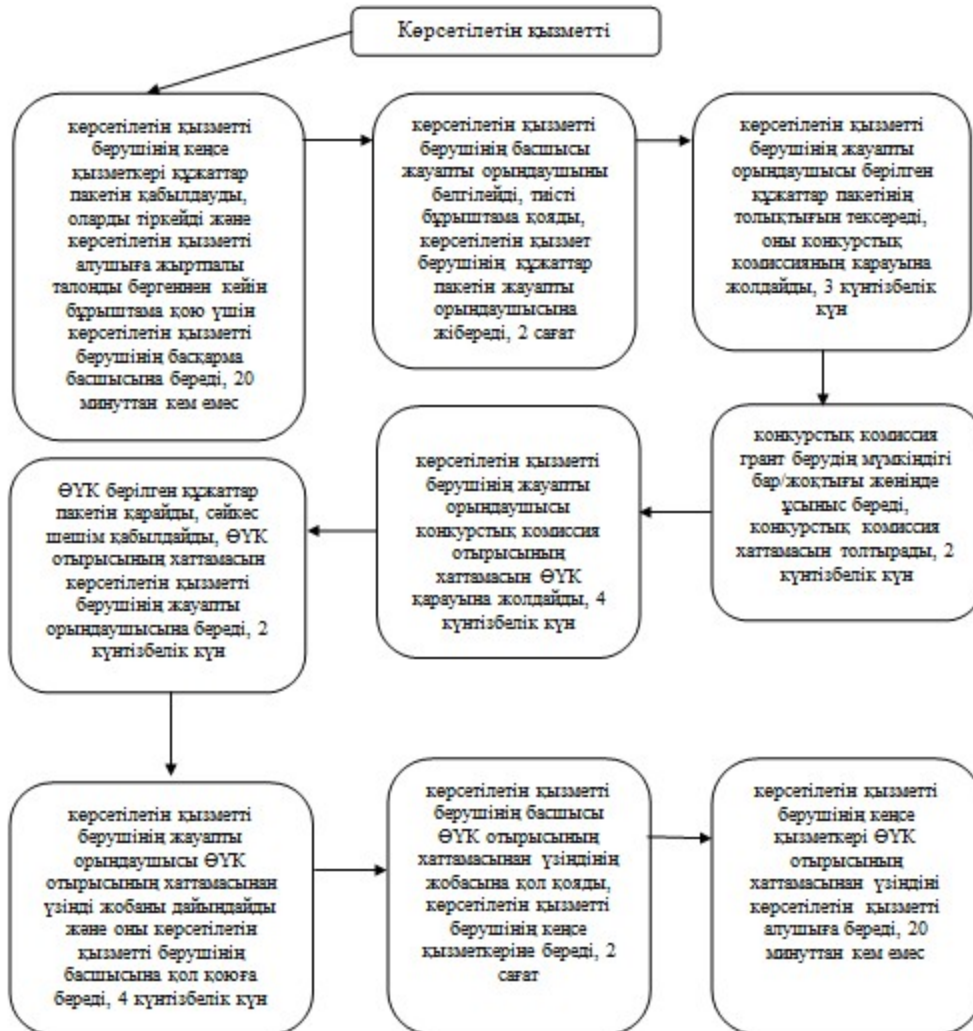 Көрсетілетін қызметті
көрсетілетін қызметті
берушінің кеңсе
қызметкері құжаттар
пакетін қабылдауды,
оларды тіркейді және
көрсетілетін қызметті
алушыға жыртпалы
талонды бергеннен кейін
бұрыштама қою үшін
көрсетілетін қызметті
берушінің басқарма
басшысына береді, 20
минуттан кем емес
көрсетілетін қызметті
берушінің басшысы
жауапты орындаушыны
белгілейді, тиісті
бұрыштама қояды,
көрсетілетін қызмет
берушінің құжаттар
пакетін жауапты
орындаушысына
жібереді, 2 сағат
көрсетілетін қызметті
берушінің жауапты
орындаушысы берілген
құжаттар пакетінің
толықтығын тексереді,
оны конкурстық
комиссияның қарауына
жолдайды, 3 күнтізбелік
күн
конкурстық комиссия
грант берудің мүмкіндігі
бар/жоқтығы жөнінде
ұсыныс береді,
конкурстық комиссия
хаттамасын толтырады, 2
күнтізбелік күн
көрсетілетін қызметті
берушінің жауапты
орындаушысы
конкурстық комиссия
отырысының
хаттамасын ӨҮК
қарауына жолдайды, 4
күнтізбелік күн
ӨҮК берілген құжаттар
пакетін қарайды, сәйкес
шешім қабылдайды, ӨҮК
отырысының хаттамасын
көрсетілетін қызметті
берушінің жауапты
орындаушысына береді, 2
күнтізбелік күн
көрсетілетін қызметті
берушінің жауапты
орындаушысы ӨҮК
отырысының хаттамасынан
үзінді жобаны дайындайды
және оны көрсетілетін
қызметті берушінің
басшысына қол қоюға
береді, 4 күнтізбелік күн
көрсетілетін қызметті
берушінің басшысы
ӨҮК отырысының
хаттамасынан үзіндінің
жобасына қол қояды,
көрсетілетін қызметті
берушінің кеңсе
қызметкеріне береді, 2
сағат
көрсетілетін қызметті
берушінің кеңсе
қызметкері ӨҮК
отырысының
хаттамасынан үзіндіні
көрсетілетін қызметті
алушыға береді, 20
минуттан кем емес